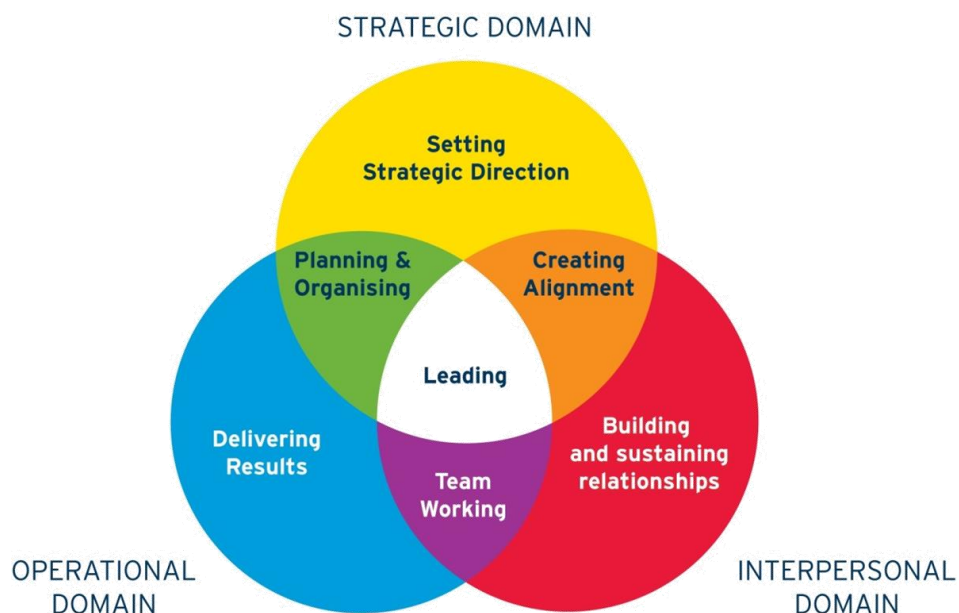 STRATEGIC DOMAIN
Setting
Strategic Direction
Planning &
Organising
Creating
Alignment
Leading
Delivering
Results
Building
and sustaining
relationships
Team
Working
OPERATIONAL
DOMAIN
INTERPERSONAL
DOMAIN